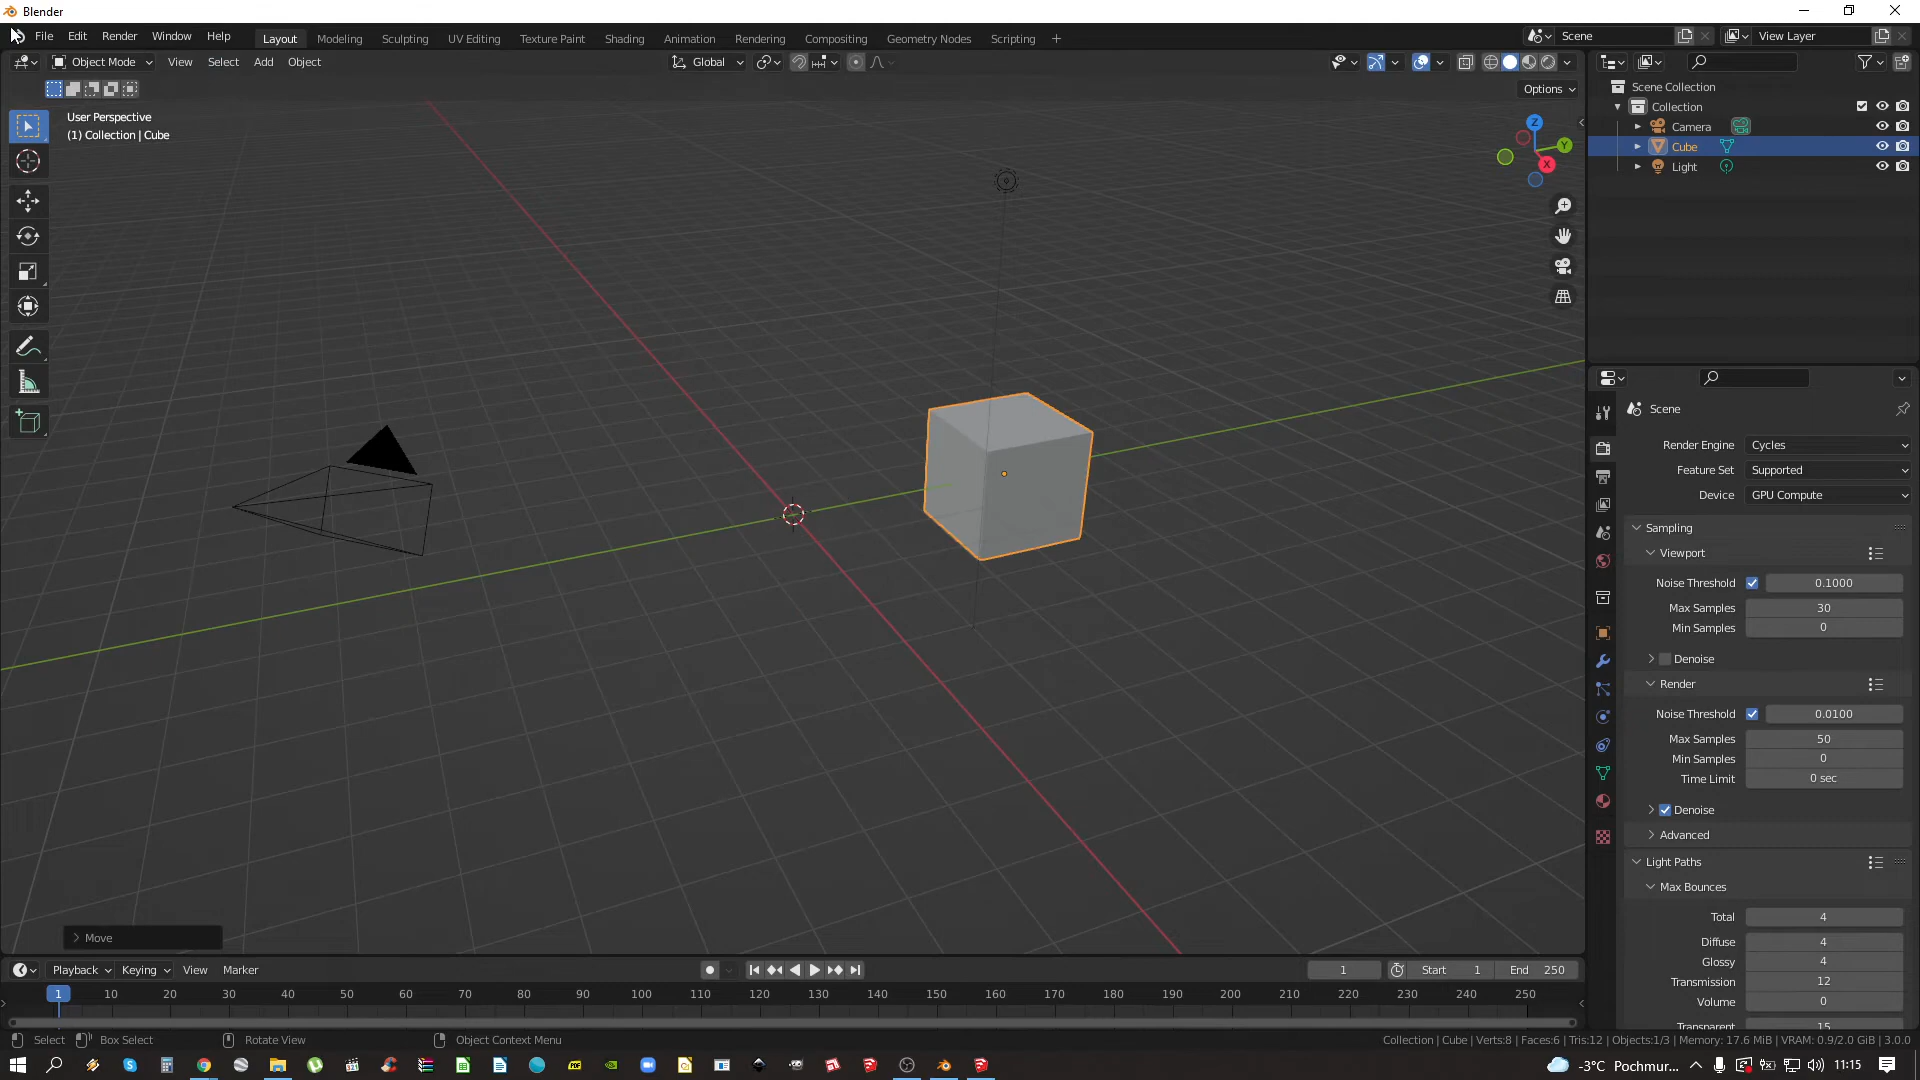 Blender
File Edit Render Window Help Layout Modeling Sculpting UV Editing Texture Paint Shading Animation Rendering Compositing Geometry Nodes Scripting + Scene View Layer
Object Mode View Select Add Object Global
Options
User Perspective
(1) Collection | Cube
Z
Y
X
Scene Collection
Collection
Camera
Cube
Light
Scene
Render Engine Cycles
Feature Set Supported
Device GPU Compute
Sampling
Viewport
Noise Threshold 0.1000
Max Samples 30
Min Samples 0
Denoise
Render
Noise Threshold 0.0100
Max Samples 50
Min Samples 0
Time Limit 0 sec
Denoise
Advanced
Light Paths
Max Bounces
Total 4
Diffuse 4
Glossy 4
Transmission 12
Volume 0
Transparent 15
Move
Playback Keying View Marker 1 Start 1 End 250
1 10 20 30 40 50 60 70 80 90 100 110 120 130 140 150 160 170 180 190 200 210 220 230 240 250
Select Box Select Rotate View Object Context Menu Collection | Cube | Verts:8 | Faces:6 | Tris:12 | Objects:1/3 | Memory: 17.6 MiB | VRAM: 0.9/2.0 GiB | 3.0.0
-3°C Pochmur... 11:15